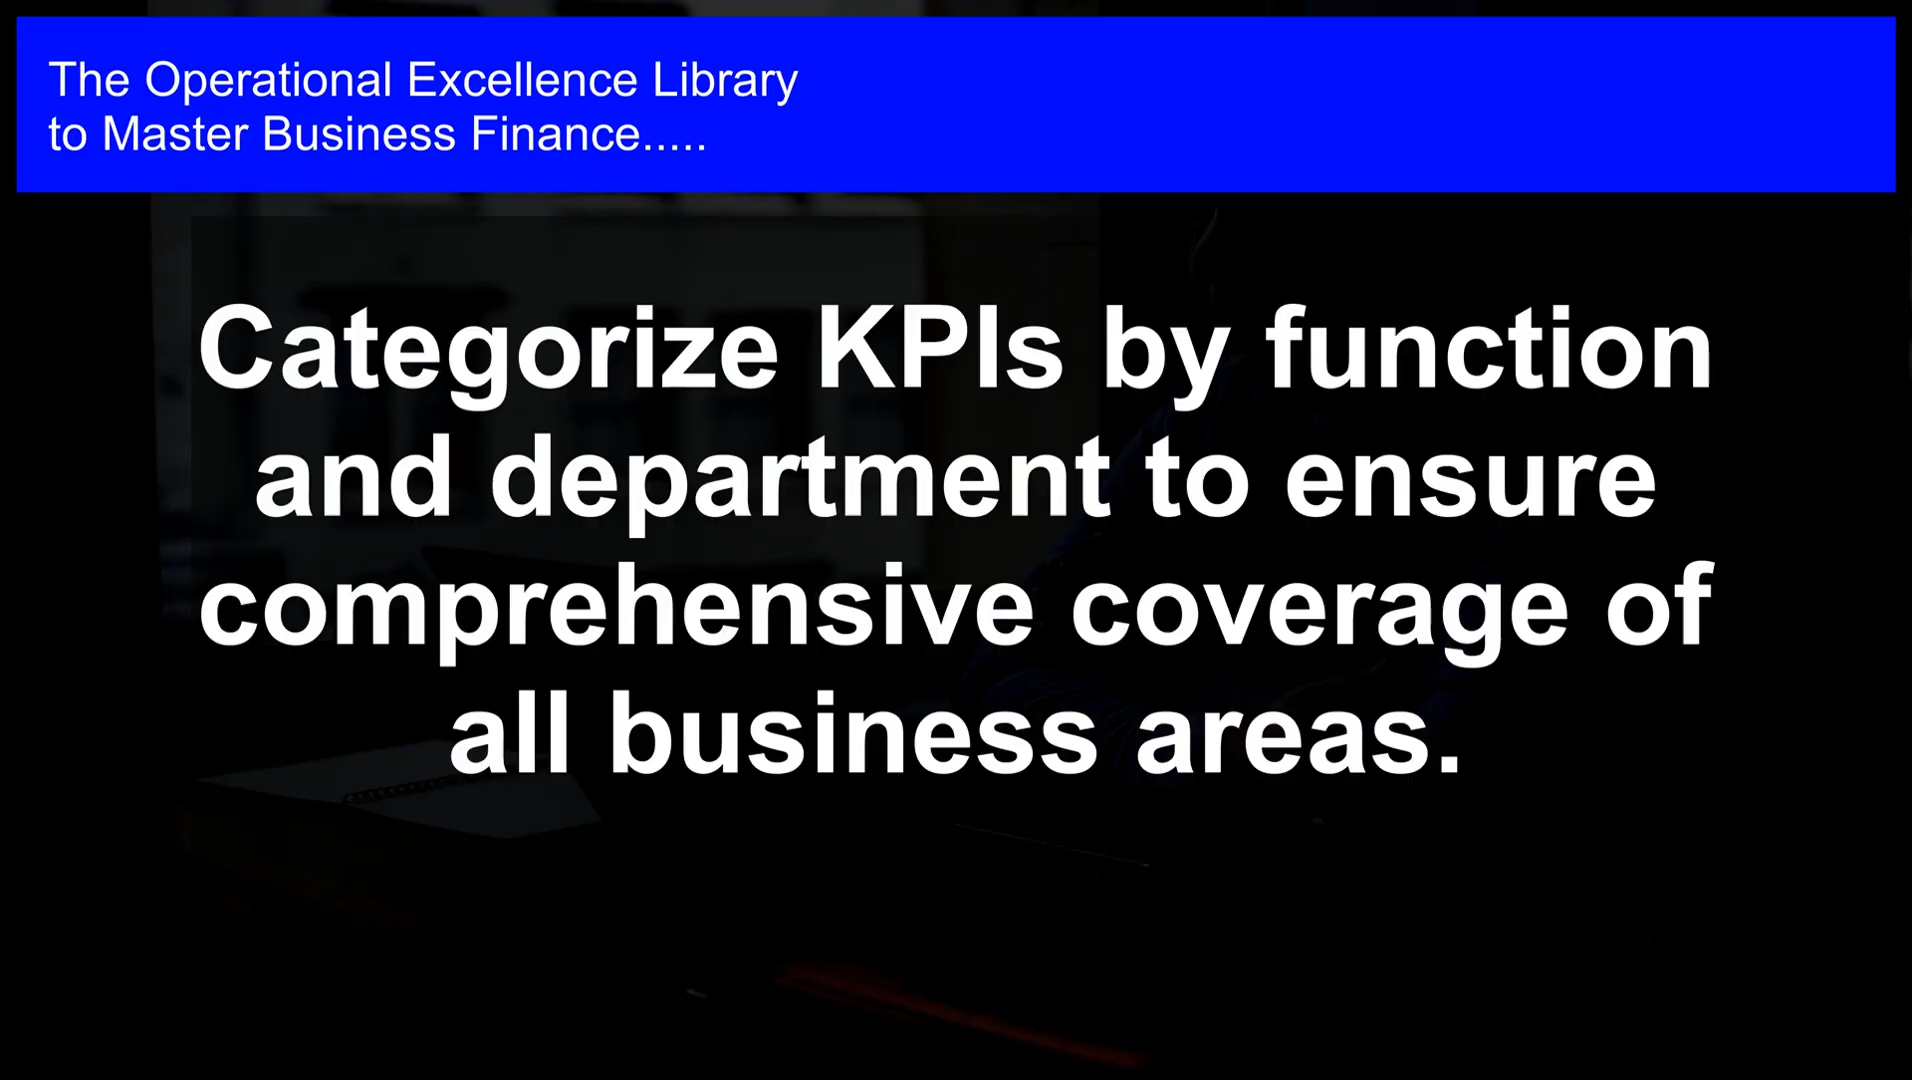 The Operational Excellence Library
to Master Business Finance.....
Categorize KPIs by function
and department to ensure
comprehensive coverage of
all business areas.